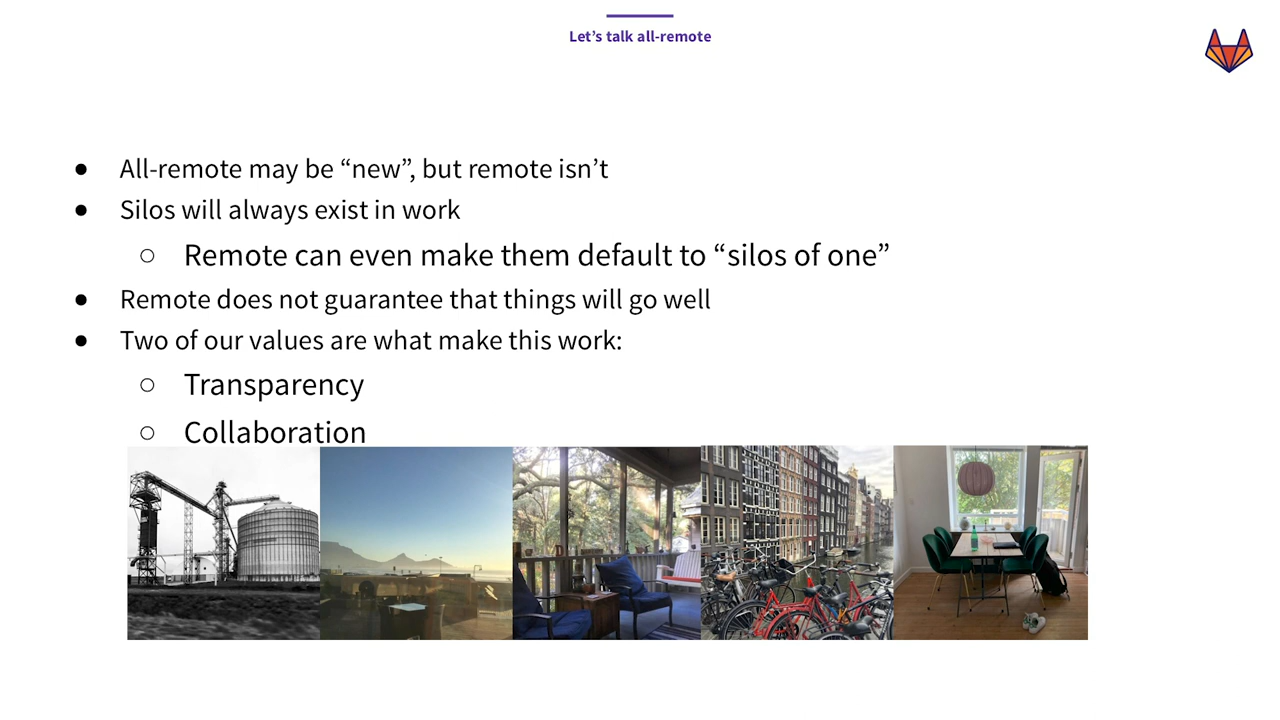 Let’s talk all-remote
● All-remote may be “new”, but remote isn’t
● Silos will always exist in work
○ Remote can even make them default to “silos of one”
● Remote does not guarantee that things will go well
● Two of our values are what make this work:
○ Transparency
○ Collaboration